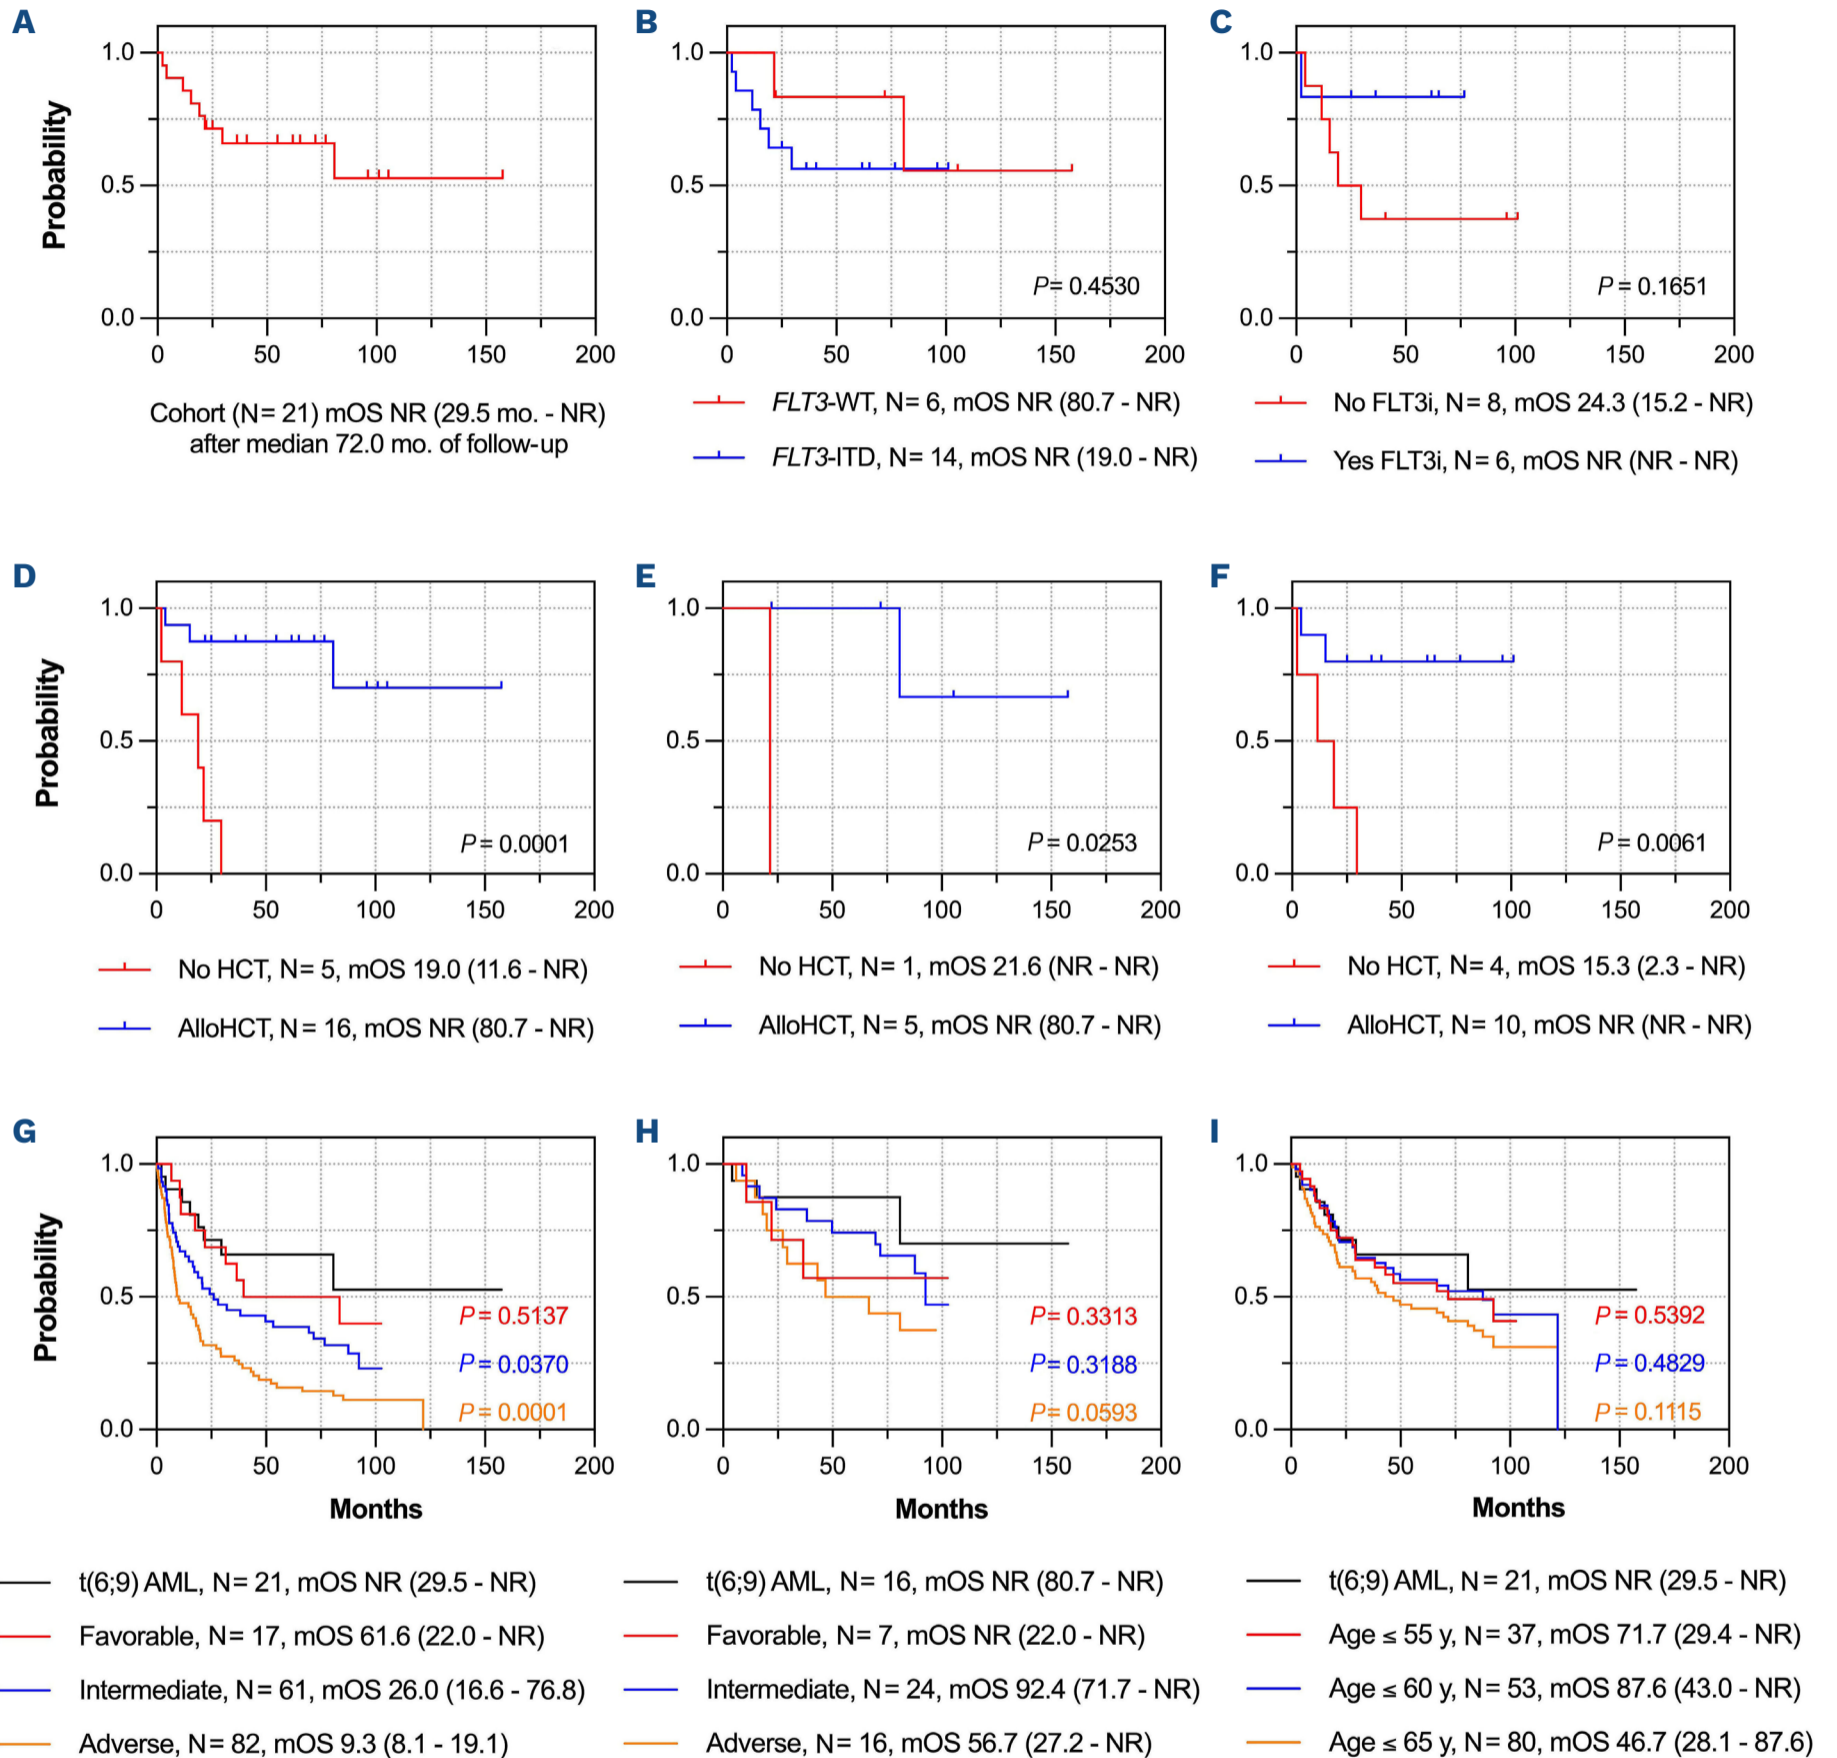 A
B
C
Probability
1.0
0.5
0.0
0 50 100 150 200
1.0
0.5
0.0
0 50 100 150 200
P= 0.4530
1.0
0.5
0.0
0 50 100 150 200
P = 0.1651
Cohort (N= 21) mOS NR (29.5 mo. - NR)
after median 72.0 mo. of follow-up
FLT3-WT, N= 6, mOS NR (80.7 - NR)
FLT3-ITD, N= 14, mOS NR (19.0 - NR)
No FLT3i, N= 8, mOS 24.3 (15.2 - NR)
Yes FLT3i, N= 6, mOS NR (NR - NR)
D
E
F
Probability
1.0
0.5
0.0
0 50 100 150 200
P = 0.0001
1.0
0.5
0.0
0 50 100 150 200
P= 0.0253
1.0
0.5
0.0
0 50 100 150 200
P = 0.0061
No HCT, N= 5, mOS 19.0 (11.6 - NR)
AlloHCT, N= 16, mOS NR (80.7 - NR)
No HCT, N= 1, mOS 21.6 (NR - NR)
AlloHCT, N= 5, mOS NR (80.7 - NR)
No HCT, N= 4, mOS 15.3 (2.3 - NR)
AlloHCT, N= 10, mOS NR (NR - NR)
G
H
I
Probability
1.0
0.5
0.0
0 50 100 150 200
P = 0.5137
P = 0.0370
P = 0.0001
Months
1.0
0.5
0.0
0 50 100 150 200
P= 0.3313
P= 0.3188
P= 0.0593
Months
1.0
0.5
0.0
0 50 100 150 200
P = 0.5392
P = 0.4829
P = 0.1115
Months
t(6;9) AML, N= 21, mOS NR (29.5 - NR)
Favorable, N= 17, mOS 61.6 (22.0 - NR)
Intermediate, N= 61, mOS 26.0 (16.6 - 76.8)
Adverse, N= 82, mOS 9.3 (8.1 - 19.1)
t(6;9) AML, N= 16, mOS NR (80.7 - NR)
Favorable, N= 7, mOS NR (22.0 - NR)
Intermediate, N= 24, mOS 92.4 (71.7 - NR)
Adverse, N= 16, mOS 56.7 (27.2 - NR)
t(6;9) AML, N= 21, mOS NR (29.5 - NR)
Age ≤ 55 y, N= 37, mOS 71.7 (29.4 - NR)
Age ≤ 60 y, N= 53, mOS 87.6 (43.0 - NR)
Age ≤ 65 y, N= 80, mOS 46.7 (28.1 - 87.6)